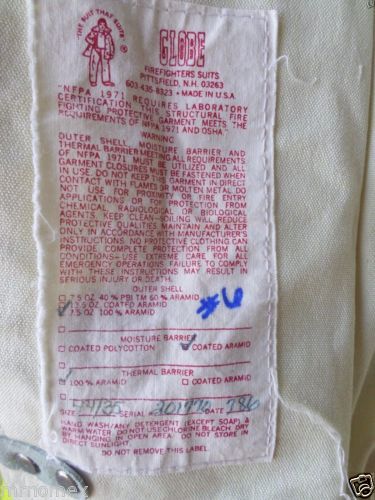 "THE SUIT THAT SUITS"
GLOBE
FIREFIGHTERS SUITS
PITTSFIELD, N.H. 03263
603-435-8323 • MADE IN U.S.A.
"NFPA 1971 REQUIRES LABORATORY
CERTIFICATION. THIS STRUCTURAL FIRE
FIGHTING PROTECTIVE GARMENT MEETS THE
REQUIREMENTS OF NFPA 1971 AND OSHA."
WARNING
OUTER SHELL, MOISTURE BARRIER AND
THERMAL BARRIER MEETING ALL REQUIREMENTS
OF NFPA 1971 MUST BE UTILIZED AND ALL
GARMENT CLOSURES MUST BE FASTENED WHEN
IN USE. DO NOT KEEP THIS GARMENT IN DIRECT
CONTACT WITH FLAMES OR MOLTEN METAL. DO
NOT USE FOR PROXIMITY OR FIRE ENTRY
APPLICATIONS OR FOR PROTECTION FROM
CHEMICAL, RADIOLOGICAL OR BIOLOGICAL
AGENTS. KEEP CLEAN—SOILING WILL REDUCE
PROTECTIVE QUALITIES. MAINTAIN AND ALTER
ONLY IN ACCORDANCE WITH MANUFACTURER'S
INSTRUCTIONS. NO PROTECTIVE CLOTHING CAN
PROVIDE COMPLETE PROTECTION FROM ALL
CONDITIONS— USE EXTREME CARE FOR ALL
EMERGENCY OPERATIONS. FAILURE TO COMPLY
WITH THESE INSTRUCTIONS MAY RESULT IN
SERIOUS INJURY OR DEATH.
OUTER SHELL
7.5 OZ. 40% PBI TM 60% ARAMID
COATED ARAMID
7.5 OZ. 100% ARAMID
#6
MOISTURE BARRIER
COATED POLYCOTTON COATED ARAMID
THERMAL BARRIER
100% ARAMID COATED ARAMID
SIZE SERIAL # DATE 786
HAND WASH/ANY DETERGENT (EXCEPT SOAP) &
WARM WATER. DO NOT USE CHLORINE BLEACH. DRY
BY HANGING IN OPEN AREA. DO NOT STORE IN
DIRECT SUNLIGHT.
DO NOT REMOVE THIS LABEL.
mrnomex